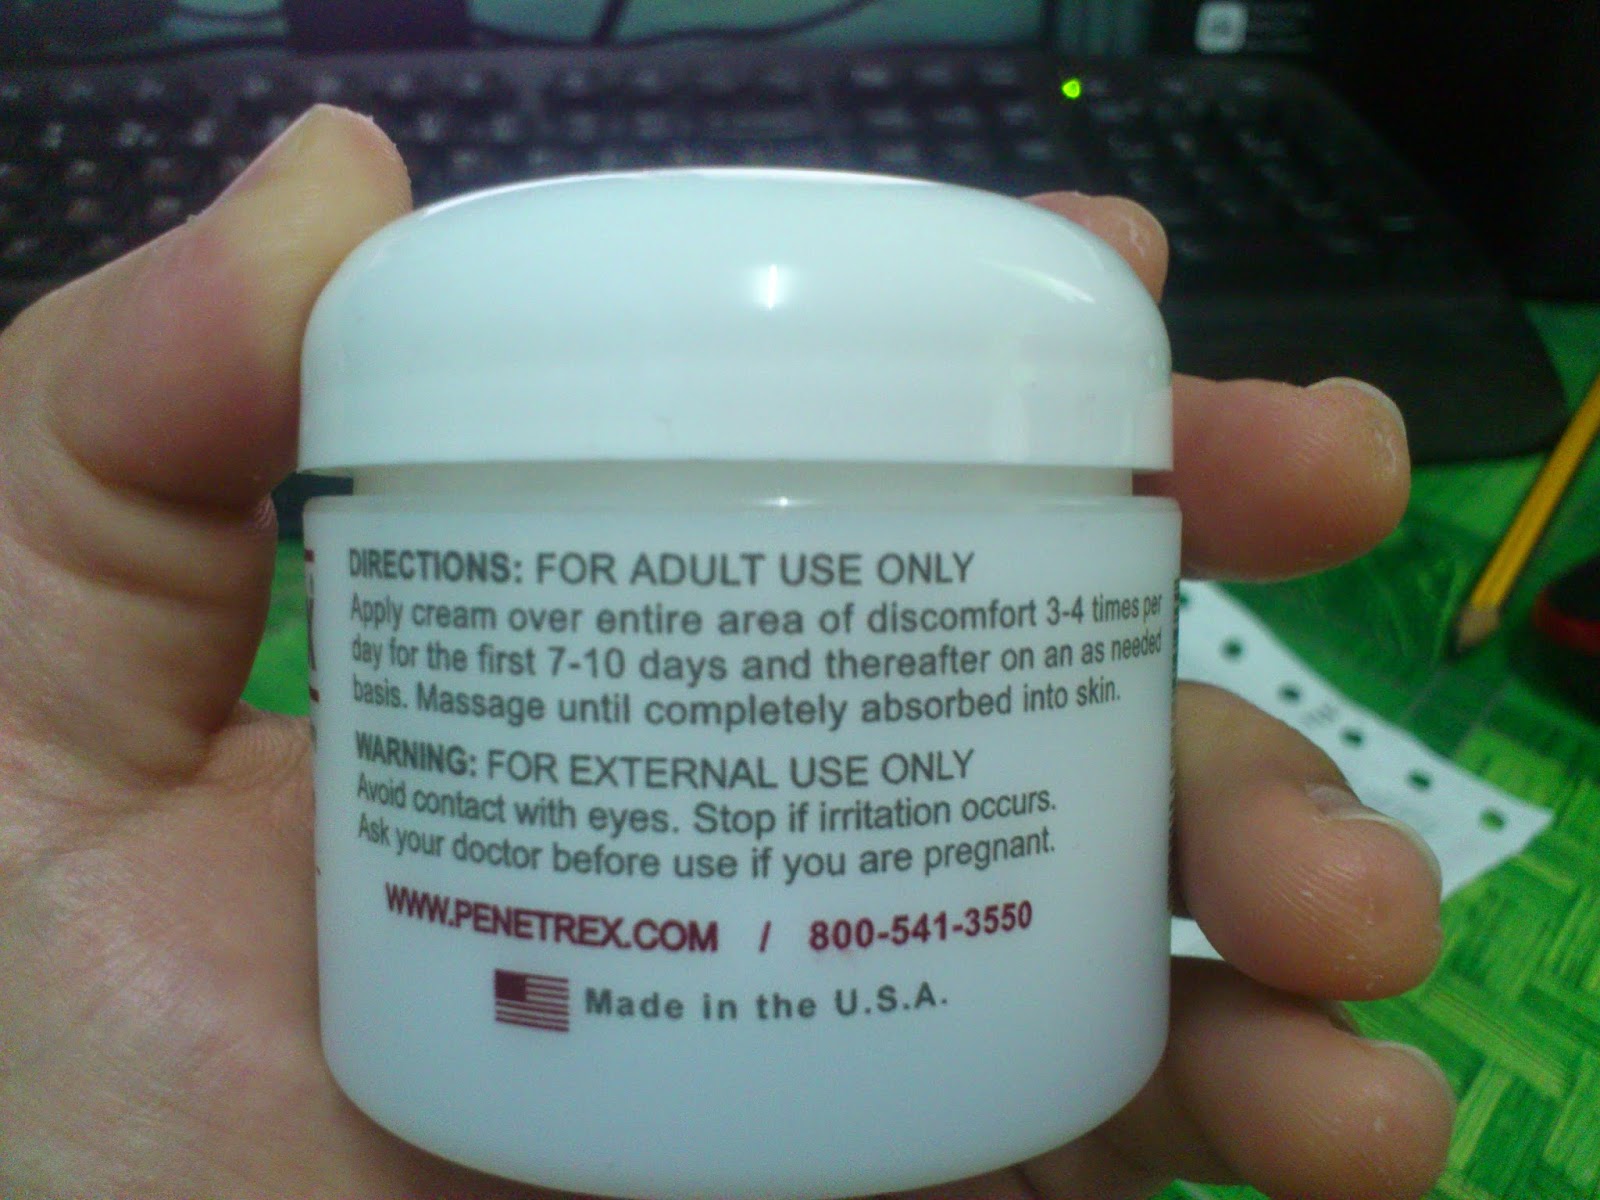 DIRECTIONS: FOR ADULT USE ONLY
Apply cream over entire area of discomfort 3-4 times per
day for the first 7-10 days and thereafter on an as needed
basis. Massage until completely absorbed into skin.
WARNING: FOR EXTERNAL USE ONLY
Avoid contact with eyes. Stop if irritation occurs.
Ask your doctor before use if you are pregnant.
WWW.PENETREX.COM / 800-541-3550
Made in the U.S.A.